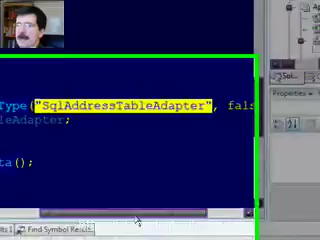 Type("SqlAddressTableAdapter", fals
leAdapter;
ta();
Find Symbol Results
Properties